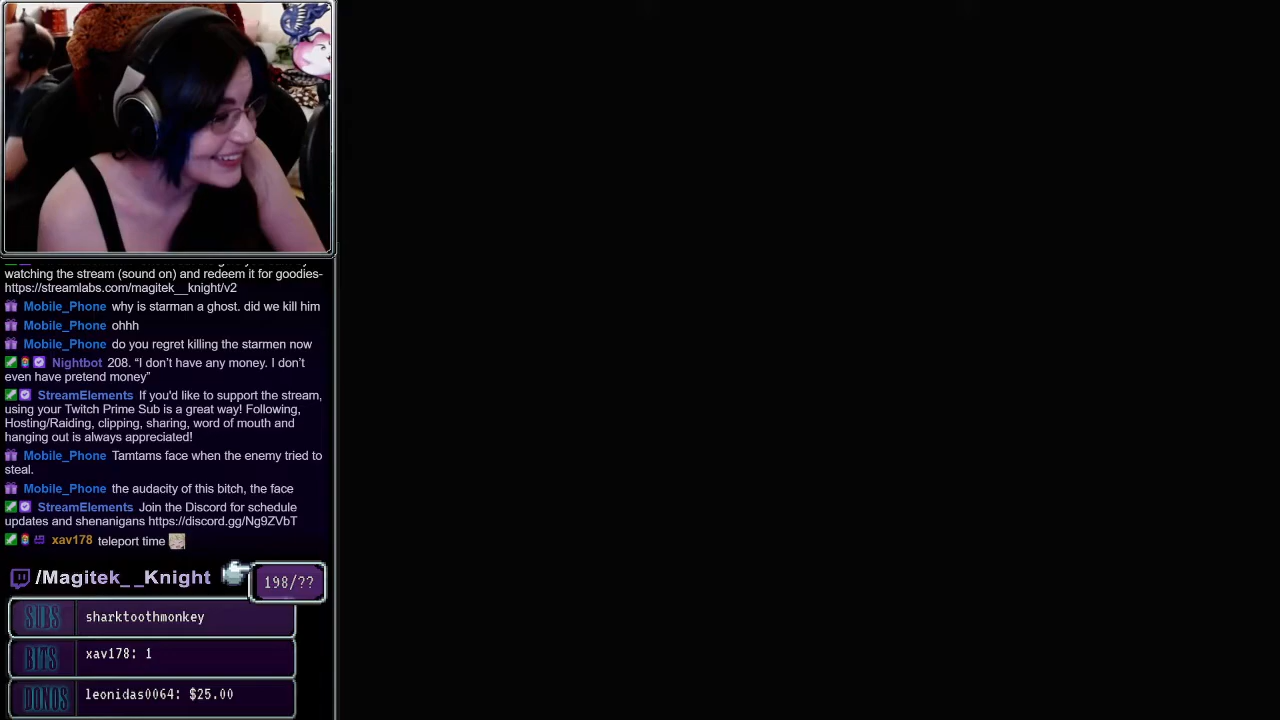 watching the stream (sound on) and redeem it for goodies-
https://streamlabs.com/magitek__knight/v2
Mobile_Phone why is starman a ghost. did we kill him
Mobile_Phone ohhh
Mobile_Phone do you regret killing the starmen now
Nightbot 208. “I don’t have any money. I don’t
even have pretend money”
StreamElements If you'd like to support the stream,
using your Twitch Prime Sub is a great way! Following,
Hosting/Raiding, clipping, sharing, word of mouth and
hanging out is always appreciated!
Mobile_Phone Tamtams face when the enemy tried to
steal.
Mobile_Phone the audacity of this bitch, the face
StreamElements Join the Discord for schedule
updates and shenanigans https://discord.gg/Ng9ZVbT
xav178 teleport time
/Magitek__Knight 198/??
SUBS sharktoothmonkey
BITS xav178: 1
DONOS leonidas0064: $25.00